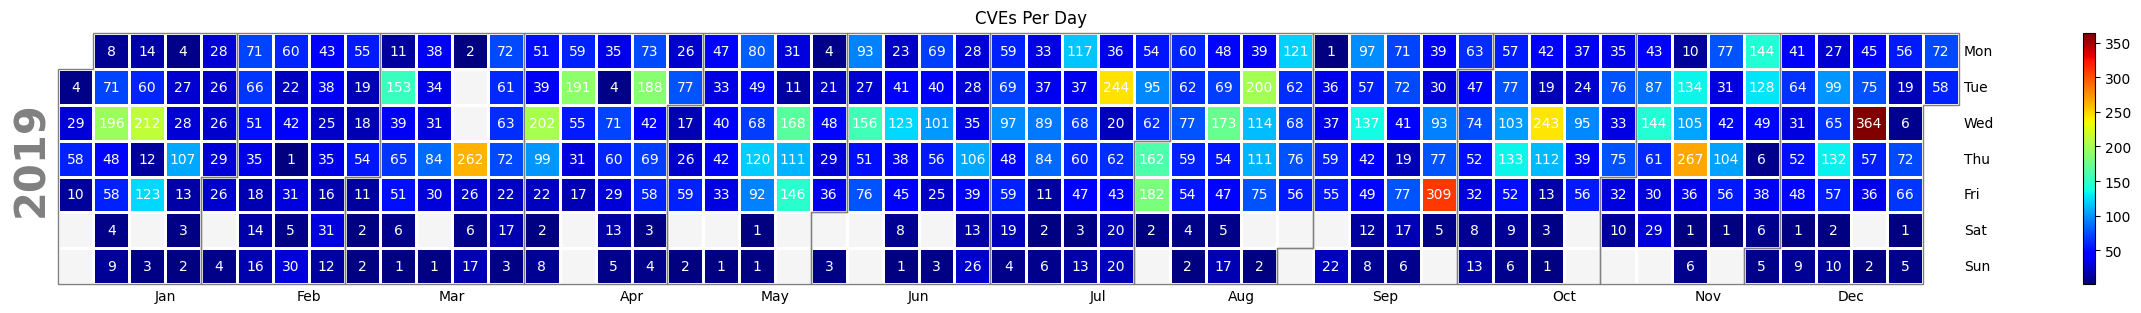 CVEs Per Day
2019
8 14 4 28 71 60 43 55 11 38 2 72 51 59 35 73 26 47 80 31 4 93 23 69 28 59 33 117 36 54 60 48 39 121 1 97 71 39 63 57 42 37 35 43 10 77 144 41 27 45 56 72 Mon
4 71 60 27 26 66 22 38 19 153 34 61 39 191 4 188 77 33 49 11 21 27 41 40 28 69 37 37 244 95 62 69 200 62 36 57 72 30 47 77 19 24 76 87 134 31 128 64 99 75 19 58 Tue
29 196 212 28 26 51 42 25 18 39 31 63 202 55 71 42 17 40 68 168 48 156 123 101 35 97 89 68 20 62 77 173 114 68 37 137 41 93 74 103 243 95 33 144 105 42 49 31 65 364 6 Wed
58 48 12 107 29 35 1 35 54 65 84 262 72 99 31 60 69 26 42 120 111 29 51 38 56 106 48 84 60 62 162 59 54 111 76 59 42 19 77 52 133 112 39 75 61 267 104 6 52 132 57 72 Thu
10 58 123 13 26 18 31 16 11 51 30 26 22 22 17 29 58 59 33 92 146 36 76 45 25 39 59 11 47 43 182 54 47 75 56 55 49 77 309 32 52 13 56 32 30 36 56 38 48 57 36 66 Fri
4 3 14 5 31 2 6 6 17 2 13 3 1 8 13 19 2 3 20 2 4 5 12 17 5 8 9 3 10 29 1 1 6 1 2 1 Sat
9 3 2 4 16 30 12 2 1 1 17 3 8 5 4 2 1 1 3 1 3 26 4 6 13 20 2 17 2 22 8 6 13 6 1 6 5 9 10 2 5 Sun
Jan Feb Mar Apr May Jun Jul Aug Sep Oct Nov Dec
350
300
250
200
150
100
50